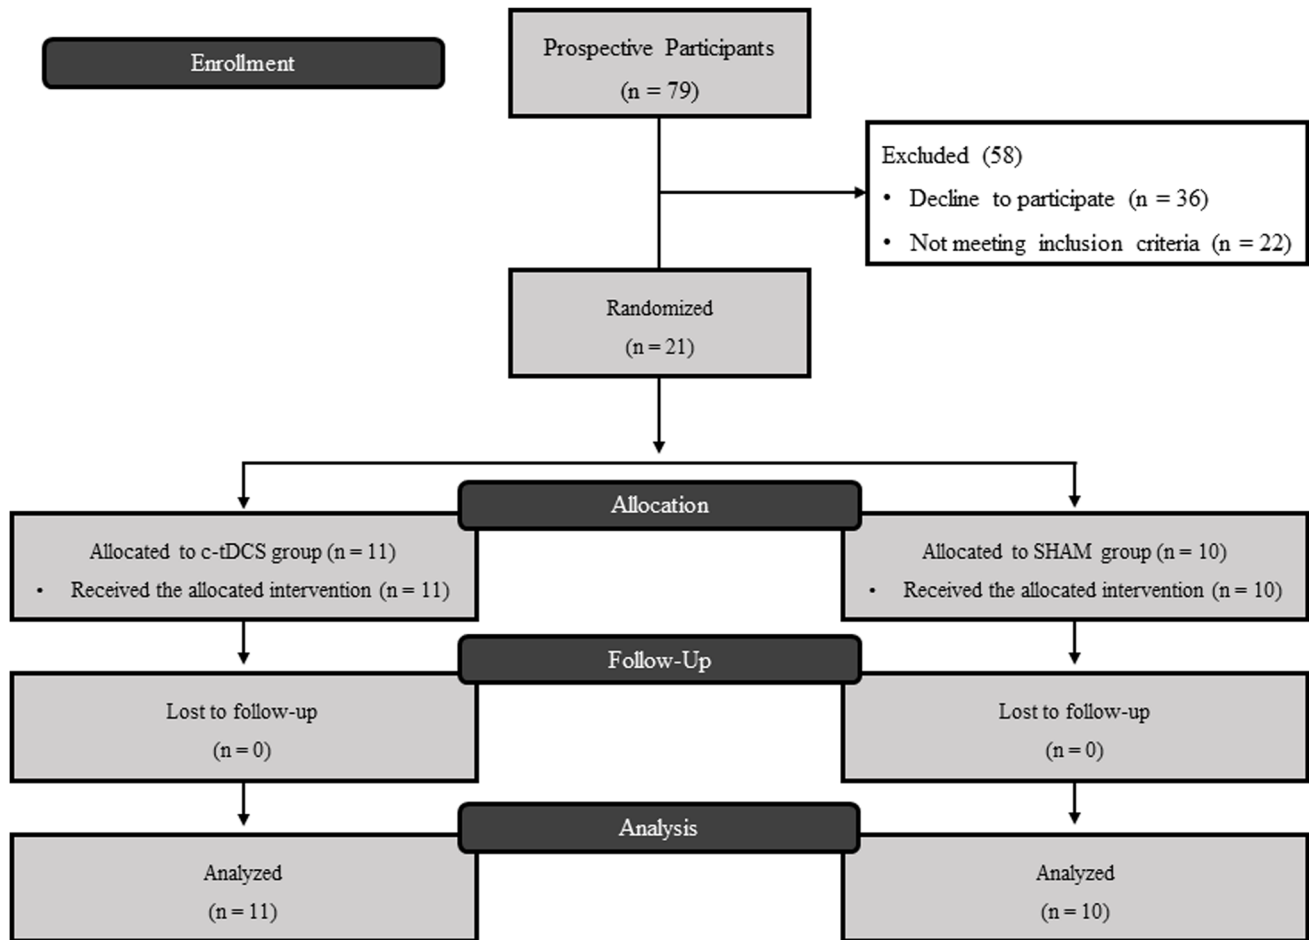 Enrollment
Prospective Participants
(n = 79)
Excluded (58)
• Decline to participate (n = 36)
• Not meeting inclusion criteria (n = 22)
Randomized
(n = 21)
Allocation
Allocated to c-tDCS group (n = 11)
• Received the allocated intervention (n = 11)
Allocated to SHAM group (n = 10)
• Received the allocated intervention (n = 10)
Follow-Up
Lost to follow-up
(n = 0)
Lost to follow-up
(n = 0)
Analysis
Analyzed
(n = 11)
Analyzed
(n = 10)